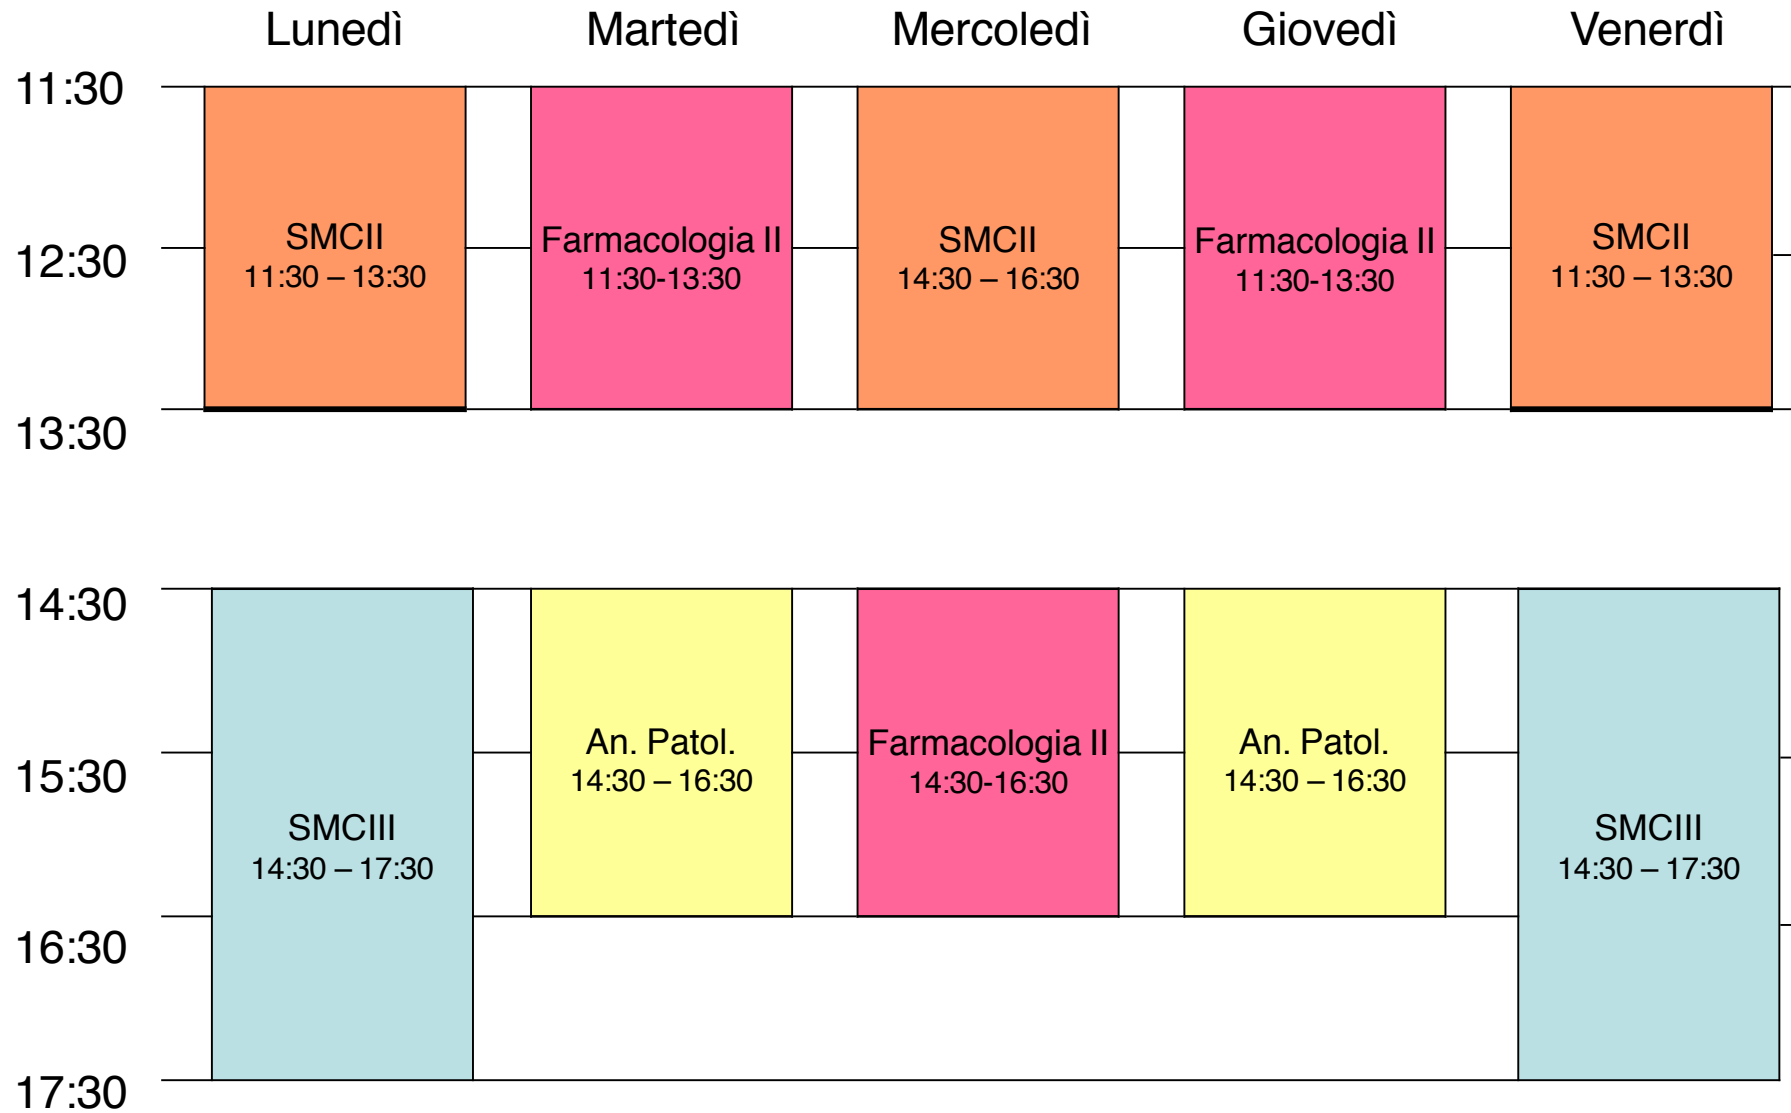 Lunedì Martedì Mercoledì Giovedì Venerdì
11:30
SMCII
11:30 – 13:30
Farmacologia II
11:30-13:30
SMCII
14:30 – 16:30
Farmacologia II
11:30-13:30
SMCII
11:30 – 13:30
12:30
13:30
14:30
An. Patol.
14:30 – 16:30
Farmacologia II
14:30-16:30
An. Patol.
14:30 – 16:30
15:30
SMCIII
14:30 – 17:30
SMCIII
14:30 – 17:30
16:30
17:30